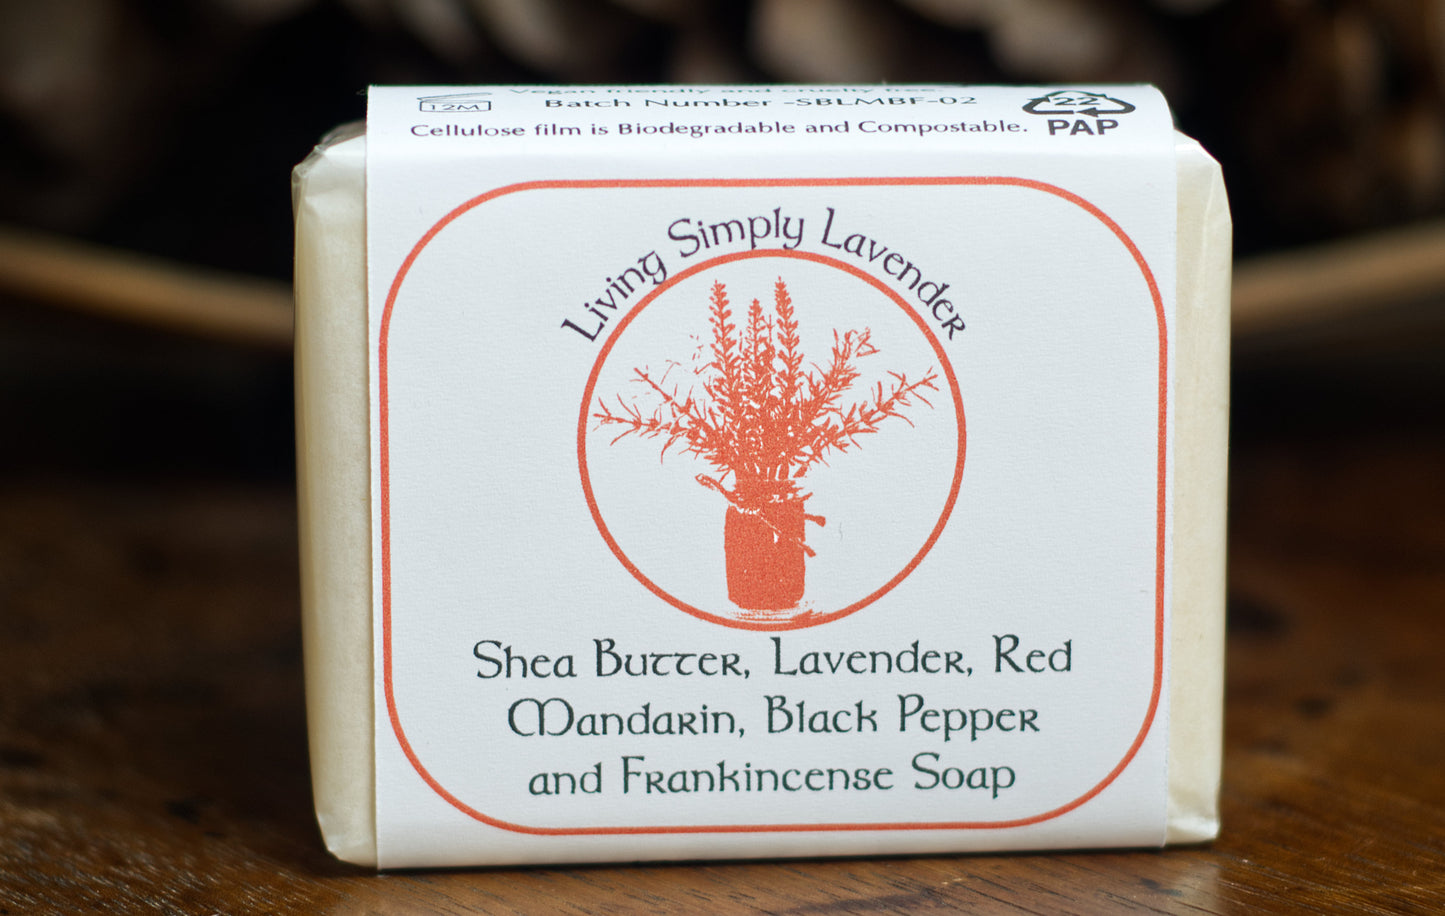 Vegan friendly and cruelty free.
12M
Batch Number -SBLMBF-02
22
PAP
Cellulose film is Biodegradable and Compostable.
Living Simply Lavender
Shea Butter, Lavender, Red
Mandarin, Black Pepper
and Frankincense Soap